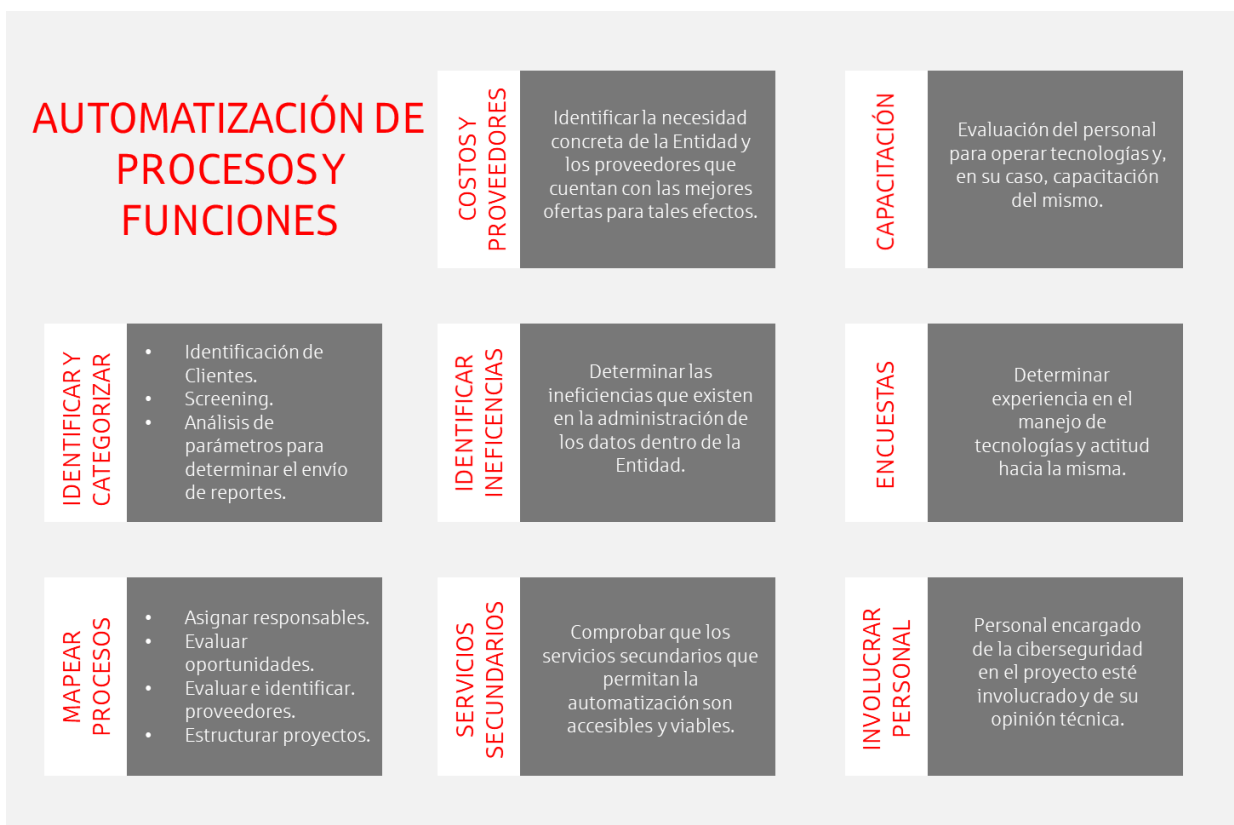 AUTOMATIZACIÓN DE
PROCESOS Y
FUNCIONES
COSTOS Y
PROVEEDORES
Identificar la necesidad
concreta de la Entidad y
los proveedores que
cuentan con las mejores
ofertas para tales efectos.
CAPACITACIÓN
Evaluación del personal
para operar tecnologías y,
en su caso, capacitación
del mismo.
IDENTIFICAR Y
CATEGORIZAR
• Identificación de
Clientes.
• Screening.
• Análisis de
parámetros para
determinar el envío
de reportes.
IDENTIFICAR
INEFICENCIAS
Determinar las
ineficiencias que existen
en la administración de
los datos dentro de la
Entidad.
ENCUESTAS
Determinar
experiencia en el
manejo de
tecnologías y actitud
hacia la misma.
MAPEAR
PROCESOS
• Asignar responsables.
• Evaluar
oportunidades.
• Evaluar e identificar.
proveedores.
• Estructurar proyectos.
SERVICIOS
SECUNDARIOS
Comprobar que los
servicios secundarios que
permitan la
automatización son
accesibles y viables.
INVOLUCRAR
PERSONAL
Personal encargado
de la ciberseguridad
en el proyecto esté
involucrado y de su
opinión técnica.